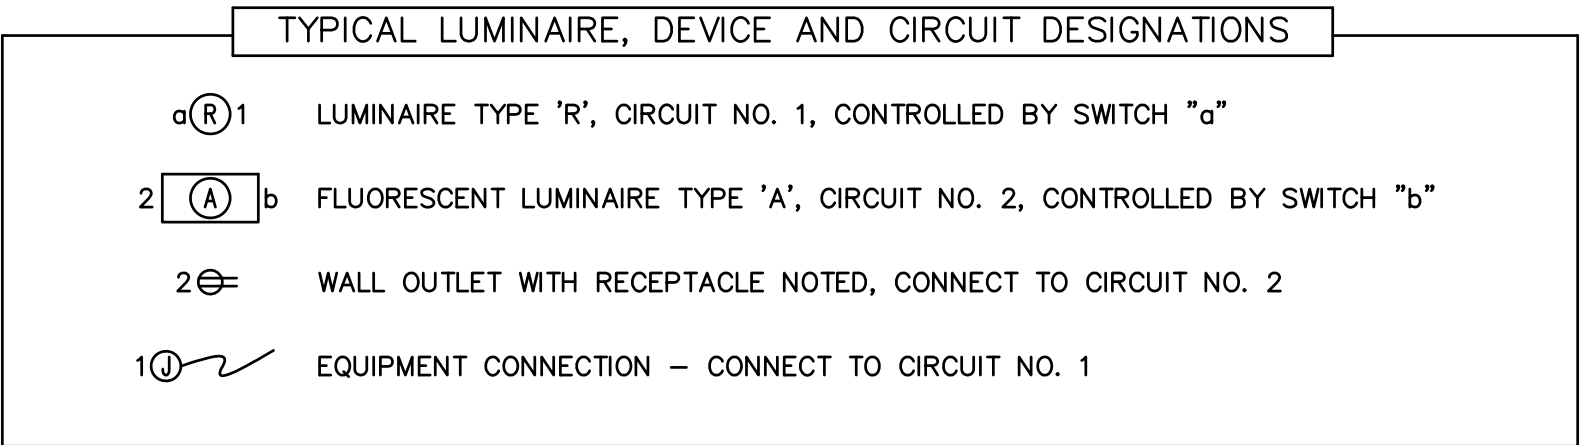 TYPICAL LUMINAIRE, DEVICE AND CIRCUIT DESIGNATIONS
a R 1 LUMINAIRE TYPE 'R', CIRCUIT NO. 1, CONTROLLED BY SWITCH "a"
2 A b FLUORESCENT LUMINAIRE TYPE 'A', CIRCUIT NO. 2, CONTROLLED BY SWITCH "b"
2 WALL OUTLET WITH RECEPTACLE NOTED, CONNECT TO CIRCUIT NO. 2
1 J EQUIPMENT CONNECTION – CONNECT TO CIRCUIT NO. 1